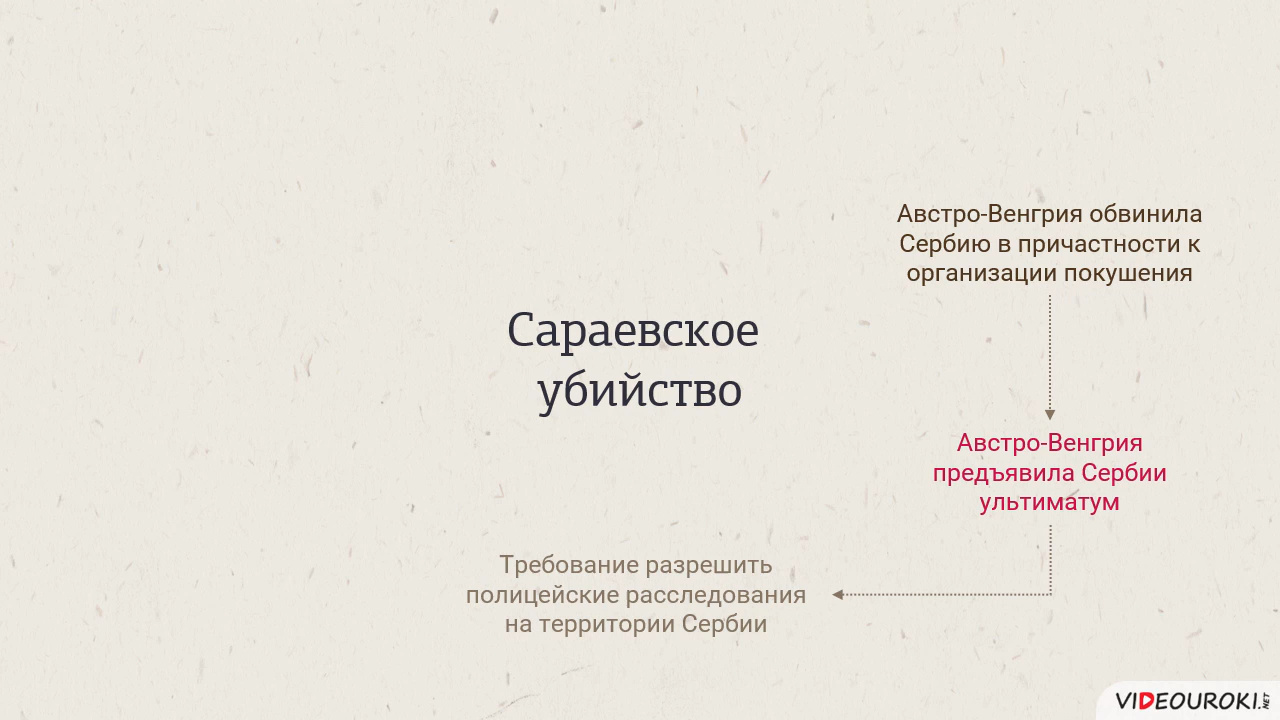 Сараевское
убийство
Австро-Венгрия обвинила
Сербию в причастности к
организации покушения
Австро-Венгрия
предъявила Сербии
ультиматум
Требование разрешить
полицейские расследования
на территории Сербии
VIDEOUROKI.NET